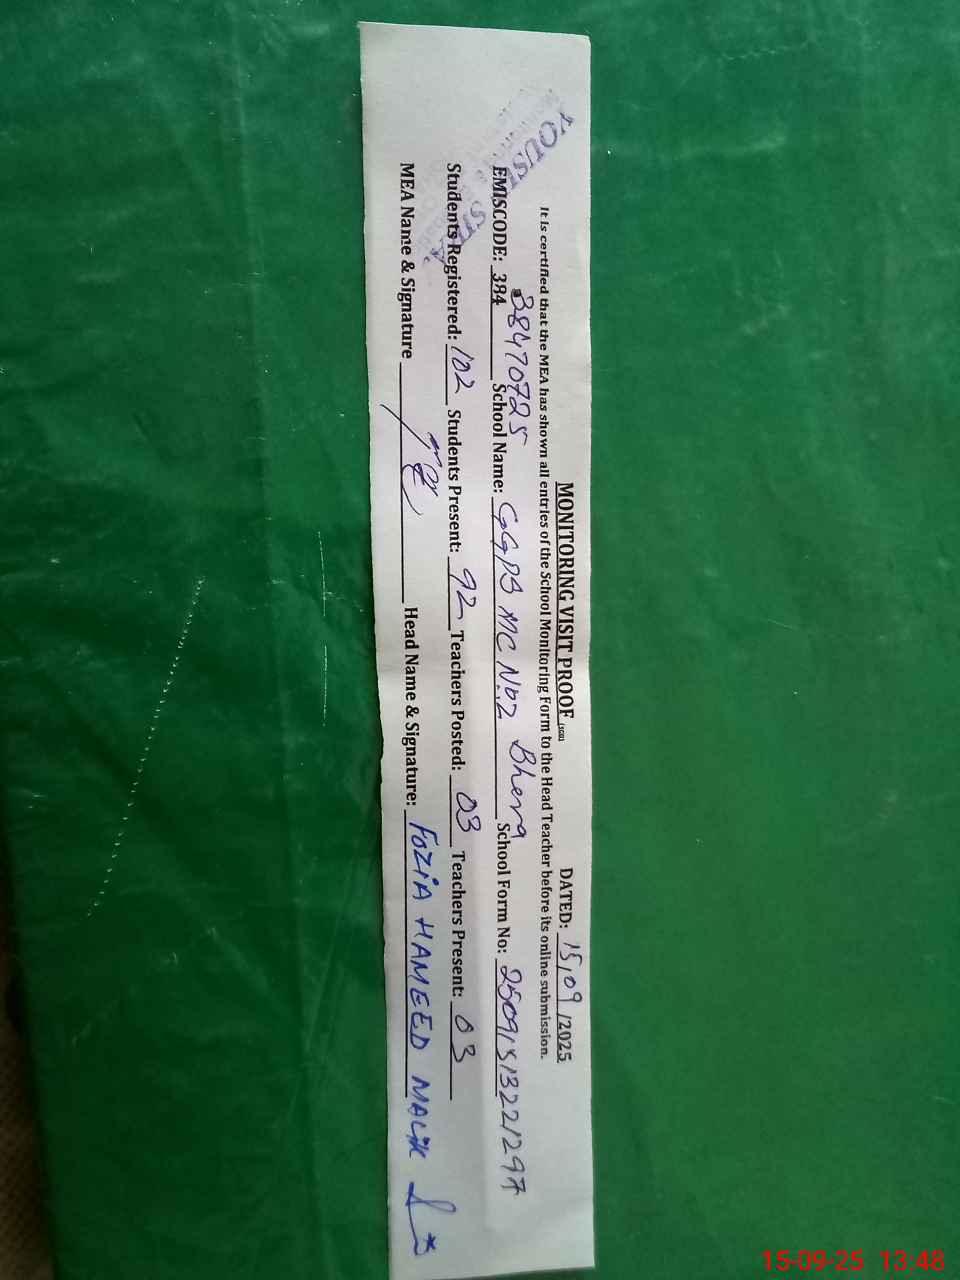 MONITORING VISIT PROOF (SGD) DATED: 15/09/2025
It is certified that the MEA has shown all entries of the School Monitoring Form to the Head Teacher before its online submission.
EMISCODE: 384 38470725 School Name: GGPS MC No.2 Bhera School Form No: 25091513221297
Students Registered: 102 Students Present: 92 Teachers Posted: 03 Teachers Present: 03
MEA Name & Signature Head Name & Signature: FOZiA HAMEED MALiK
15-09-25 13:48